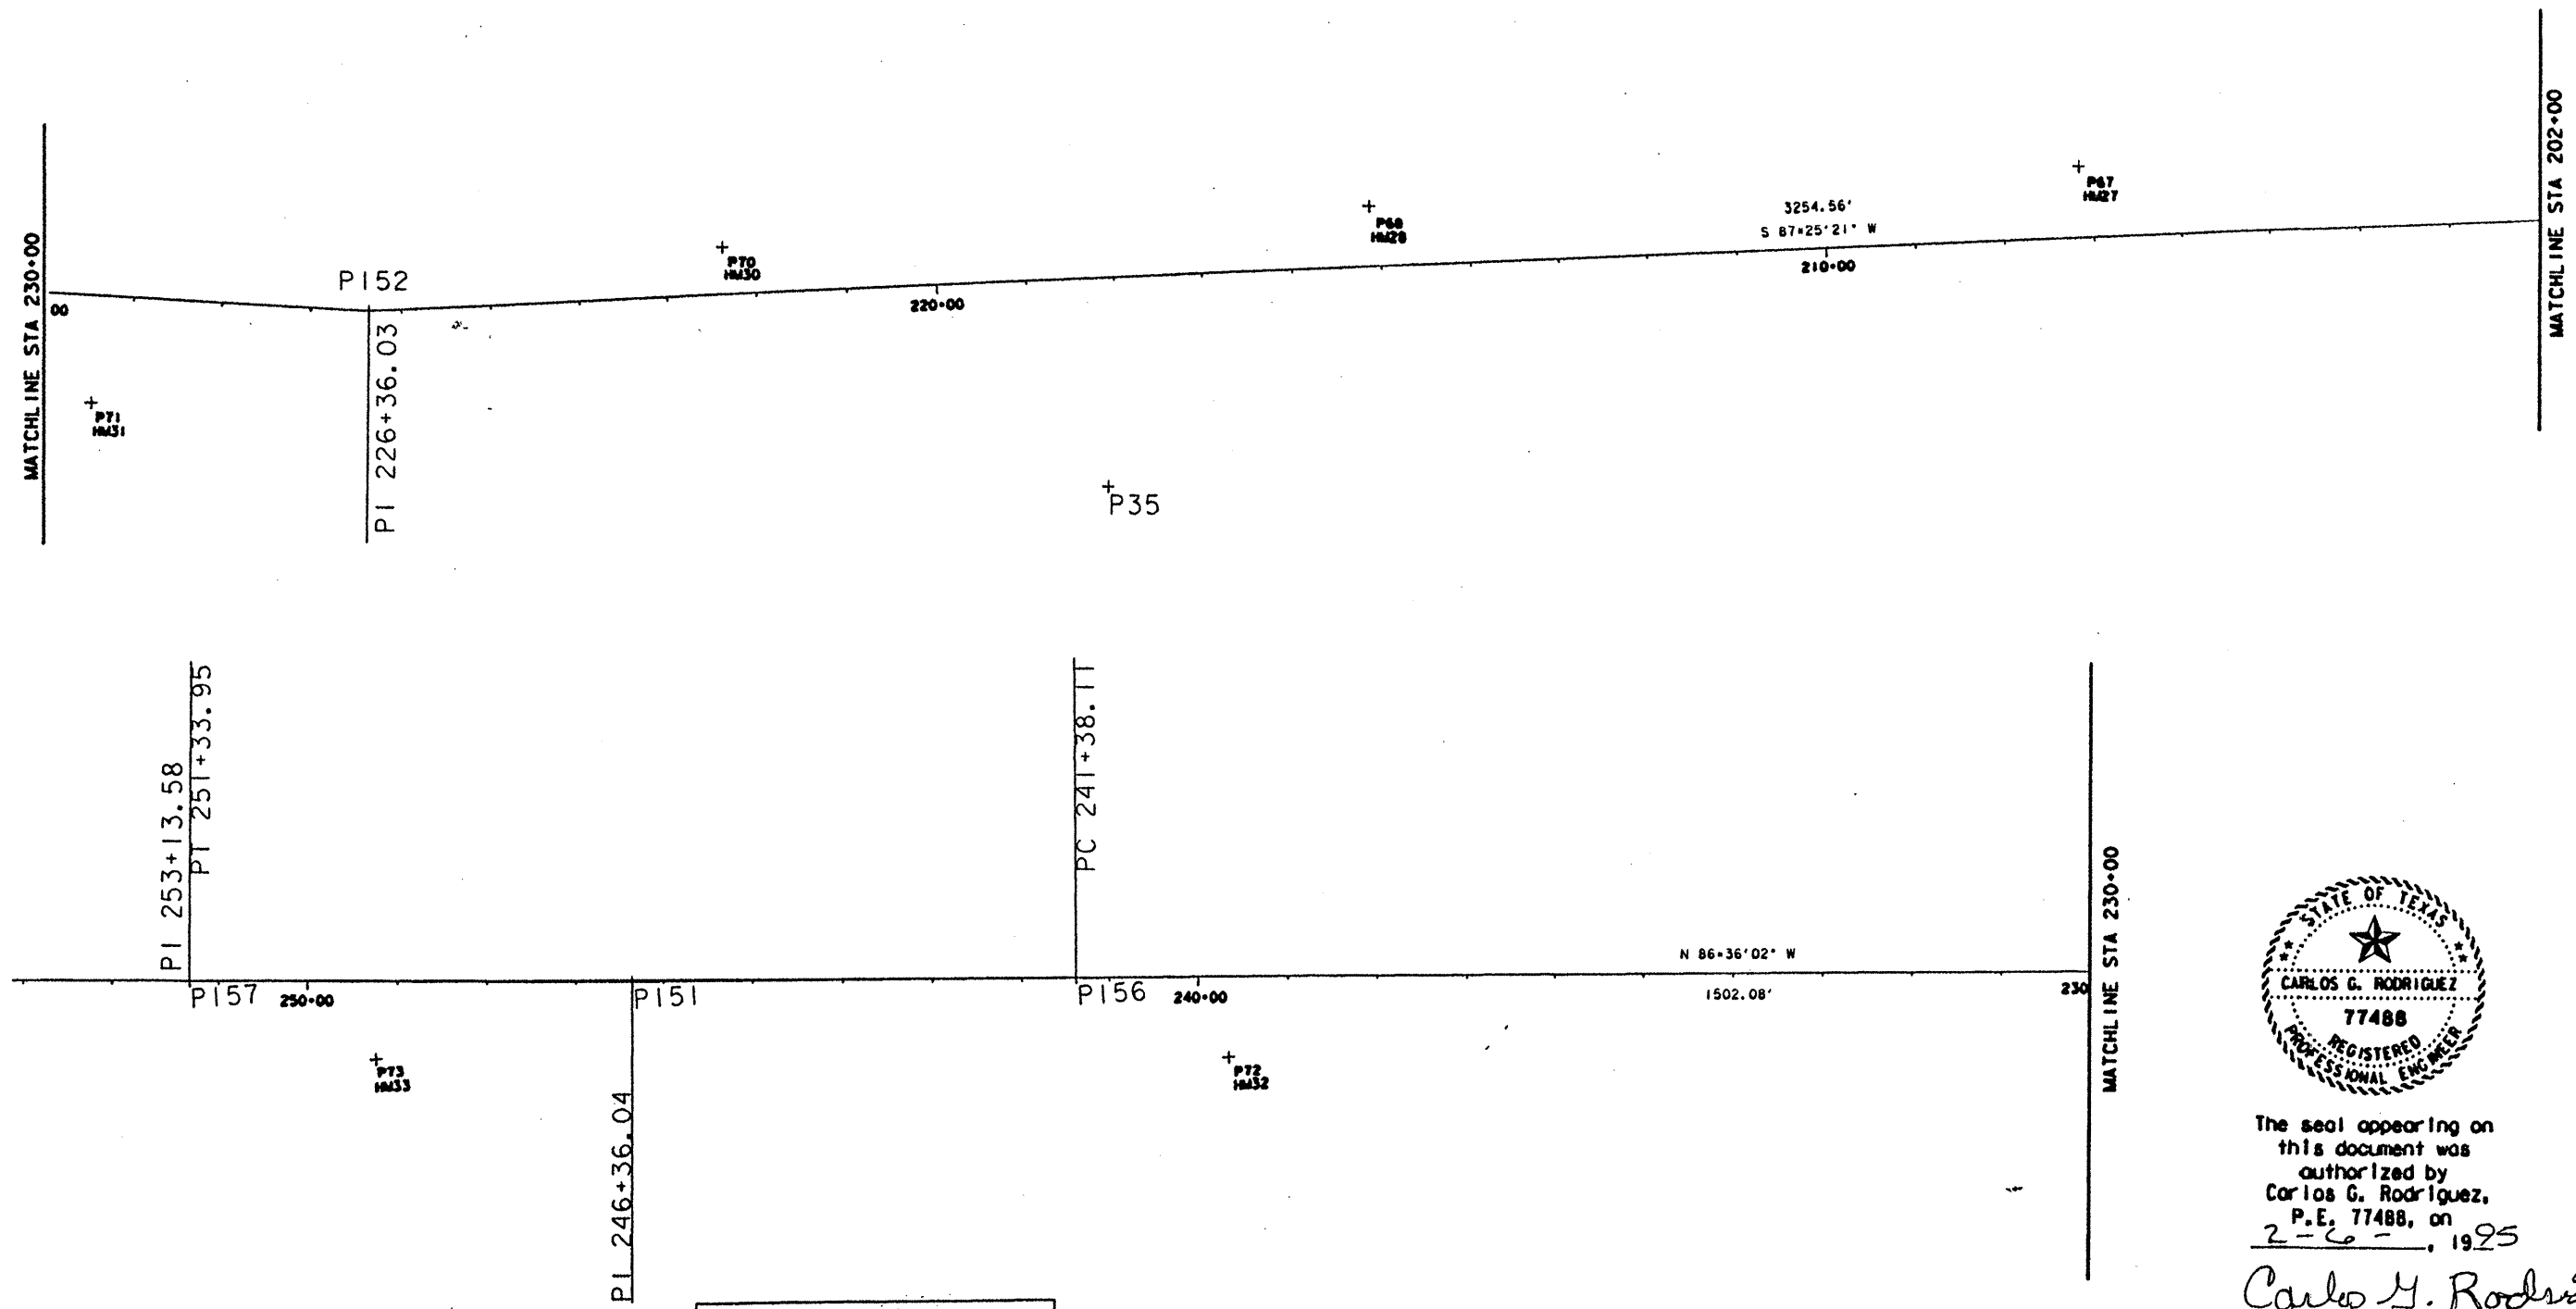 MATCHLINE STA 202+00
MATCHLINE STA 230+00
P67
HM27
3254.56'
S 87°25'21" W
P68
HM28
210+00
P70
HM30
P152
220+00
00
PI 226+36.03
P71
HM31
P35
PI 253+13.58
PT 251+33.95
PC 241+38.11
MATCHLINE STA 230+00
N 86°36'02" W
P157
250+00
P151
P156
240+00
1502.08'
230
P73
HM33
P72
HM32
PI 246+36.04
STATE OF TEXAS
CARLOS G. RODRIGUEZ
77488
REGISTERED
PROFESSIONAL ENGINEER
The seal appearing on
this document was
authorized by
Carlos G. Rodriguez,
P.E. 77488, on
2-6-, 1995
Carlos G. Rodri